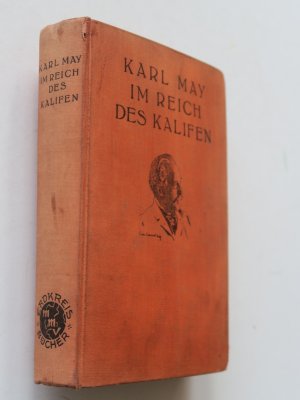 KARL MAY
IM REICH
DES
KALIFEN
KARL MAY
IM REICH
DES KALIFEN
ERDKREIS
BÜCHER